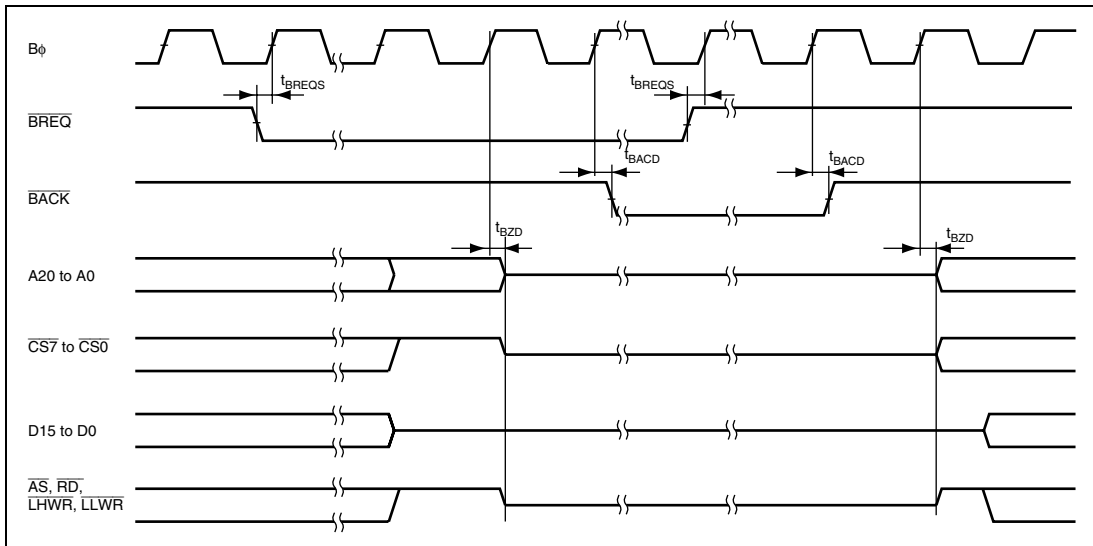 Bφ
tBREQS
tBREQS
BREQ
tBACD
tBACD
BACK
tBZD
tBZD
A20 to A0
CS7 to CS0
D15 to D0
AS, RD,
LHWR, LLWR